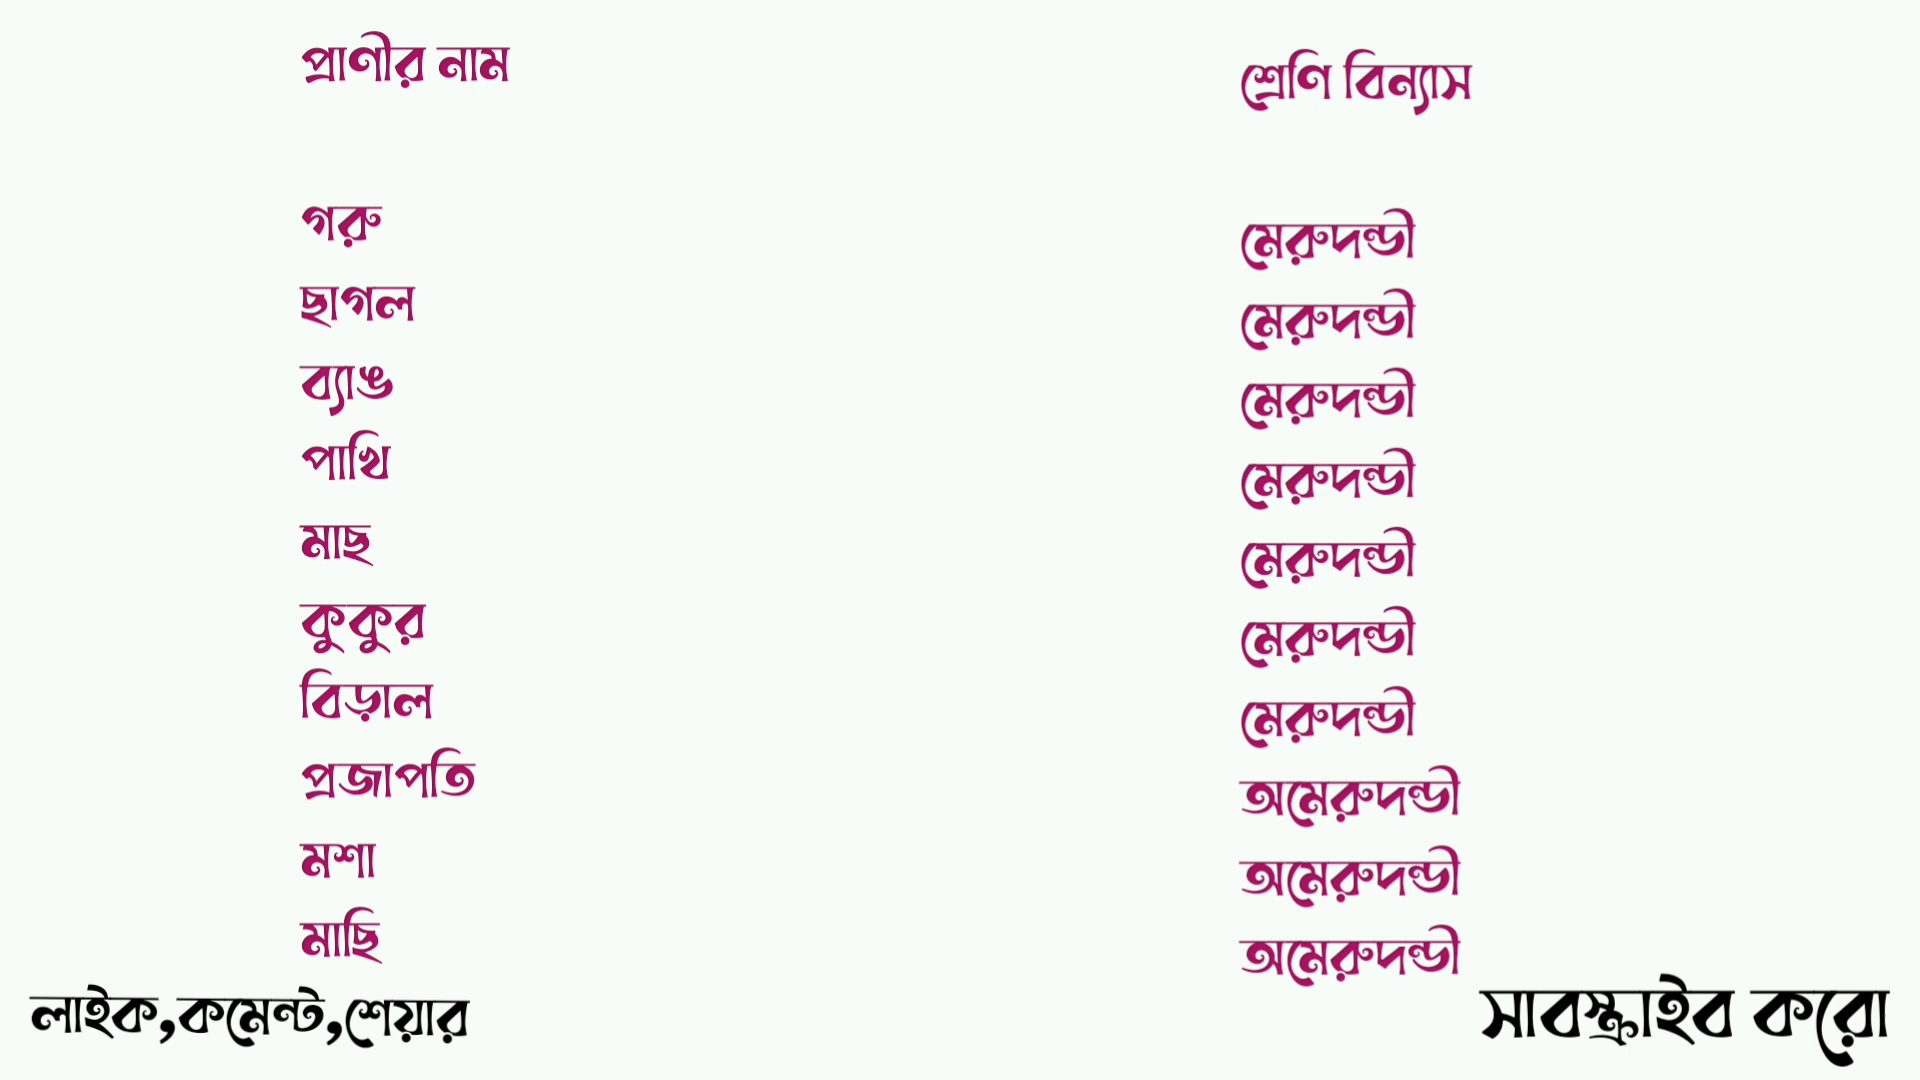 প্রাণীর নাম
শ্রেণি বিন্যাস
গরু
মেরুদন্ডী
ছাগল
মেরুদন্ডী
ব্যাঙ
মেরুদন্ডী
পাখি
মেরুদন্ডী
মাছ
মেরুদন্ডী
কুকুর
মেরুদন্ডী
বিড়াল
মেরুদন্ডী
প্রজাপতি
অমেরুদন্ডী
মশা
অমেরুদন্ডী
মাছি
অমেরুদন্ডী
লাইক,কমেন্ট,শেয়ার
সাবস্ক্রাইব করো